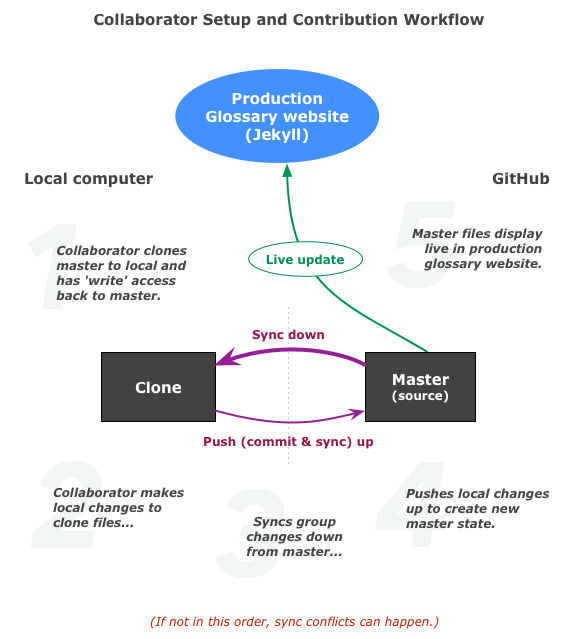 Collaborator Setup and Contribution Workflow
Production
Glossary website
(Jekyll)
Local computer
GitHub
1
Collaborator clones
master to local and
has 'write' access
back to master.
5
Master files display
live in production
glossary website.
Live update
Sync down
Clone
Master
(source)
Push (commit & sync) up
2
Collaborator makes
local changes to
clone files...
3
Syncs group
changes down
from master...
4
Pushes local changes
up to create new
master state.
(If not in this order, sync conflicts can happen.)